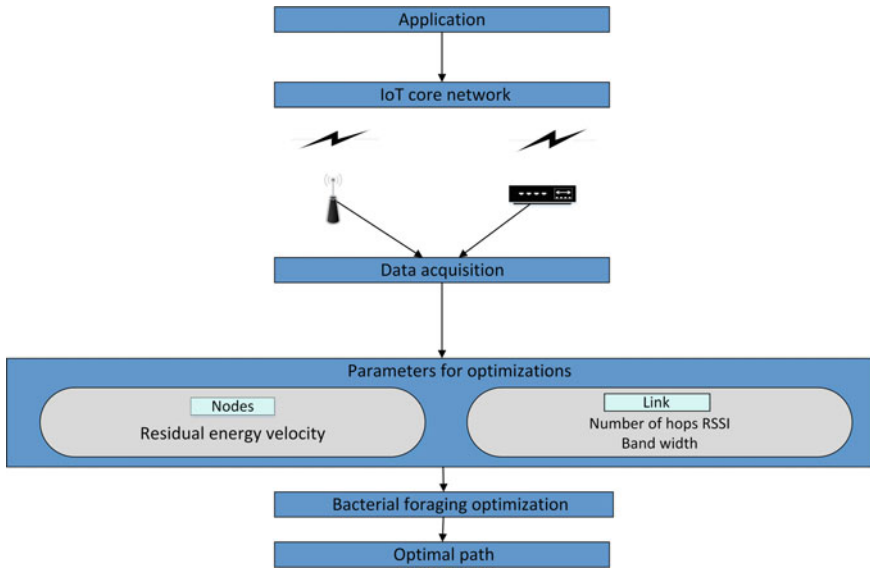 Application
IoT core network
Data acquisition
Parameters for optimizations
Nodes
Residual energy velocity
Link
Number of hops RSSI
Band width
Bacterial foraging optimization
Optimal path